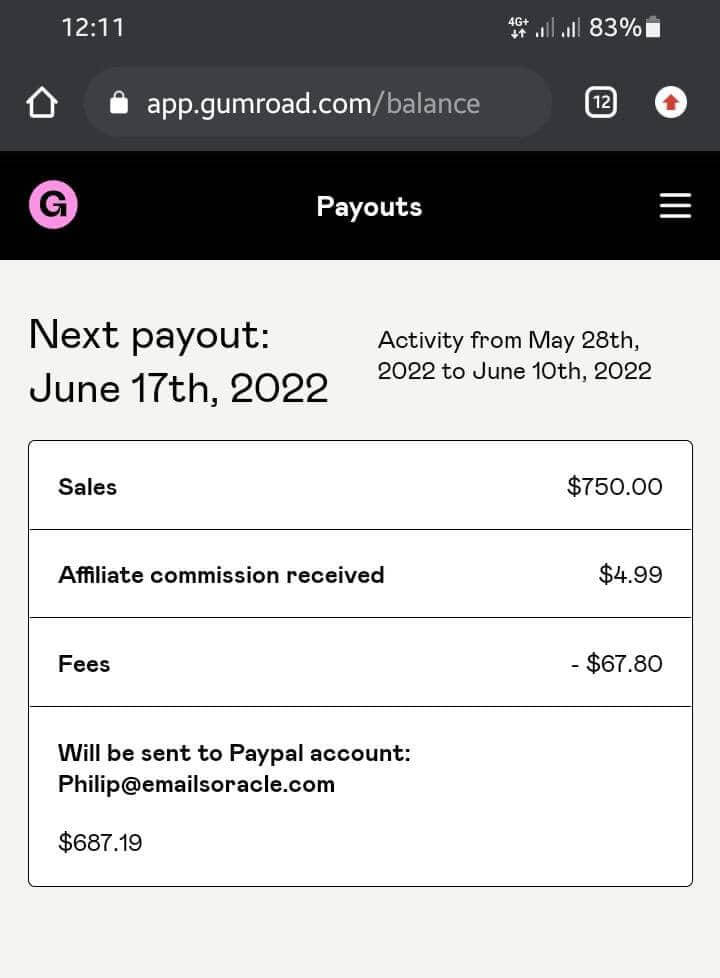 12:11
4G+ 83%
app.gumroad.com/balance
12
G
Payouts
Next payout:
June 17th, 2022
Activity from May 28th,
2022 to June 10th, 2022
Sales $750.00
Affiliate commission received $4.99
Fees - $67.80
Will be sent to Paypal account:
Philip@emailsoracle.com
$687.19